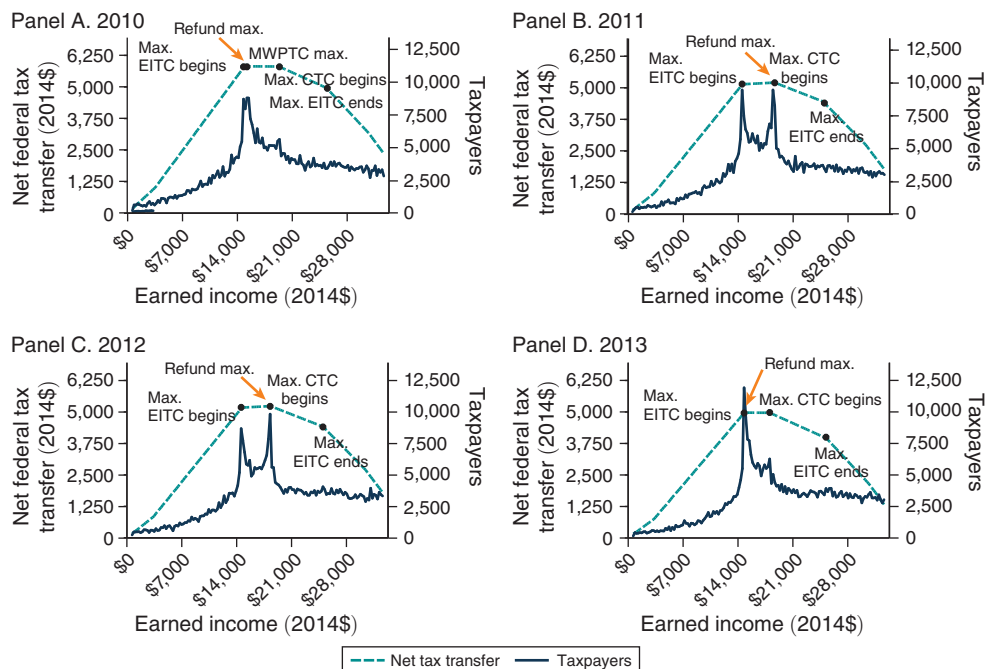 Panel A. 2010
Refund max.
Max.
EITC begins
MWPTC max.
Max. CTC begins
Max. EITC ends
Net federal tax
transfer (2014$)
6,250
5,000
3,750
2,500
1,250
0
12,500
10,000
7,500
5,000
2,500
0
Taxpayers
$0
$7,000
$14,000
$21,000
$28,000
Earned income (2014$)
Panel B. 2011
Refund max.
Max.
EITC begins
Max. CTC
begins
Max.
EITC ends
Net federal tax
transfer (2014$)
6,250
5,000
3,750
2,500
1,250
0
12,500
10,000
7,500
5,000
2,500
0
Taxpayers
$0
$7,000
$14,000
$21,000
$28,000
Earned income (2014$)
Panel C. 2012
Refund max.
Max.
EITC begins
Max. CTC
begins
Max.
EITC ends
Net federal tax
transfer (2014$)
6,250
5,000
3,750
2,500
1,250
0
12,500
10,000
7,500
5,000
2,500
0
Taxpayers
$0
$7,000
$14,000
$21,000
$28,000
Earned income (2014$)
Panel D. 2013
Refund max.
Max.
EITC begins
Max. CTC begins
Max.
EITC ends
Net federal tax
transfer (2014$)
6,250
5,000
3,750
2,500
1,250
0
12,500
10,000
7,500
5,000
2,500
0
Taxpayers
$0
$7,000
$14,000
$21,000
$28,000
Earned income (2014$)
Net tax transfer
Taxpayers